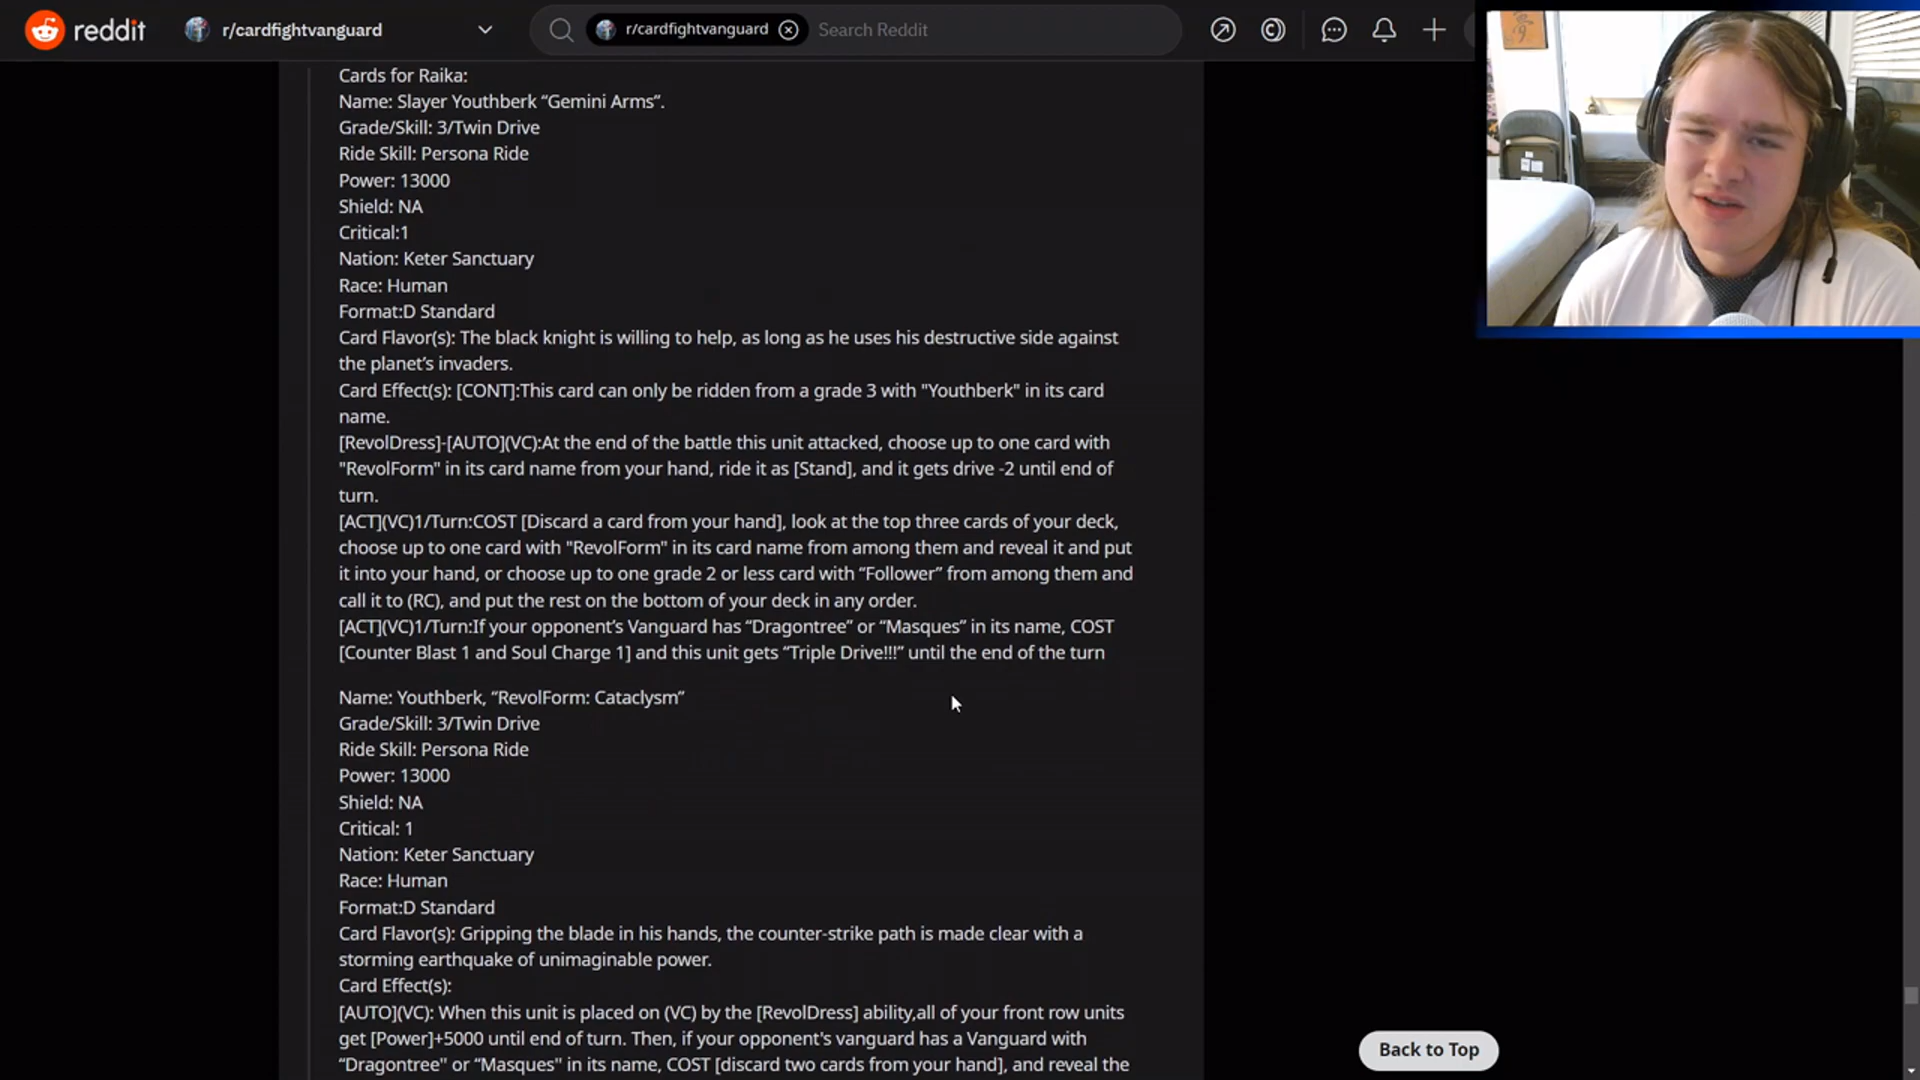 reddit
r/cardfightvanguard
r/cardfightvanguard
Search Reddit
Cards for Raika:
Name: Slayer Youthberk “Gemini Arms”.
Grade/Skill: 3/Twin Drive
Ride Skill: Persona Ride
Power: 13000
Shield: NA
Critical:1
Nation: Keter Sanctuary
Race: Human
Format:D Standard
Card Flavor(s): The black knight is willing to help, as long as he uses his destructive side against
the planet’s invaders.
Card Effect(s): [CONT]:This card can only be ridden from a grade 3 with "Youthberk" in its card
name.
[RevolDress]-[AUTO](VC):At the end of the battle this unit attacked, choose up to one card with
"RevolForm" in its card name from your hand, ride it as [Stand], and it gets drive -2 until end of
turn.
[ACT](VC)1/Turn:COST [Discard a card from your hand], look at the top three cards of your deck,
choose up to one card with "RevolForm" in its card name from among them and reveal it and put
it into your hand, or choose up to one grade 2 or less card with “Follower” from among them and
call it to (RC), and put the rest on the bottom of your deck in any order.
[ACT](VC)1/Turn:If your opponent’s Vanguard has “Dragontree” or “Masques” in its name, COST
[Counter Blast 1 and Soul Charge 1] and this unit gets “Triple Drive!!!” until the end of the turn
Name: Youthberk, “RevolForm: Cataclysm”
Grade/Skill: 3/Twin Drive
Ride Skill: Persona Ride
Power: 13000
Shield: NA
Critical: 1
Nation: Keter Sanctuary
Race: Human
Format:D Standard
Card Flavor(s): Gripping the blade in his hands, the counter-strike path is made clear with a
storming earthquake of unimaginable power.
Card Effect(s):
[AUTO](VC): When this unit is placed on (VC) by the [RevolDress] ability,all of your front row units
get [Power]+5000 until end of turn. Then, if your opponent's vanguard has a Vanguard with
“Dragontree" or “Masques" in its name, COST [discard two cards from your hand], and reveal the
Back to Top